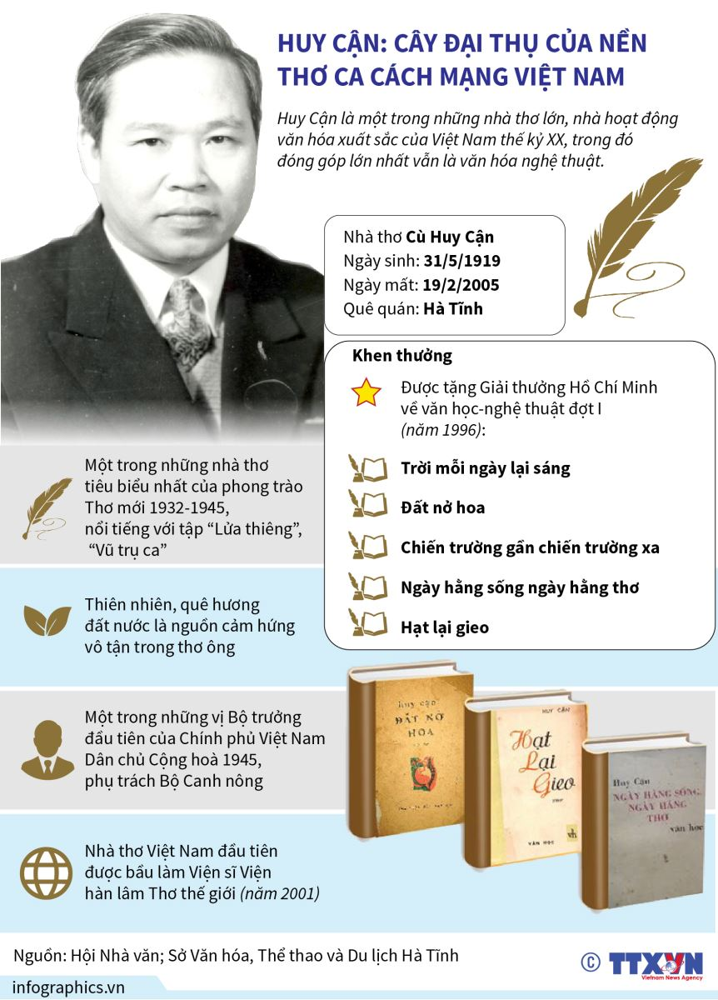 HUY CẬN: CÂY ĐẠI THỤ CỦA NỀN
THƠ CA CÁCH MẠNG VIỆT NAM
Huy Cận là một trong những nhà thơ lớn, nhà hoạt động
văn hóa xuất sắc của Việt Nam thế kỷ XX, trong đó
đóng góp lớn nhất vẫn là văn hóa nghệ thuật.
Nhà thơ Cù Huy Cận
Ngày sinh: 31/5/1919
Ngày mất: 19/2/2005
Quê quán: Hà Tĩnh
Khen thưởng
Được tặng Giải thưởng Hồ Chí Minh
về văn học-nghệ thuật đợt I
(năm 1996):
Trời mỗi ngày lại sáng
Đất nở hoa
Chiến trường gần chiến trường xa
Ngày hằng sống ngày hằng thơ
Hạt lại gieo
Một trong những nhà thơ
tiêu biểu nhất của phong trào
Thơ mới 1932-1945,
nổi tiếng với tập “Lửa thiêng”,
“Vũ trụ ca”
Thiên nhiên, quê hương
đất nước là nguồn cảm hứng
vô tận trong thơ ông
Một trong những vị Bộ trưởng
đầu tiên của Chính phủ Việt Nam
Dân chủ Cộng hoà 1945,
phụ trách Bộ Canh nông
Nhà thơ Việt Nam đầu tiên
được bầu làm Viện sĩ Viện
hàn lâm Thơ thế giới (năm 2001)
huy cận
ĐẤT NỞ
HOA
HUY CẬN
Hạt
Lại
Gieo
THƠ
VĂN HỌC
vh
Huy Cận
NGÀY HẰNG SỐNG
NGÀY HẰNG
THƠ
văn học
Nguồn: Hội Nhà văn; Sở Văn hóa, Thể thao và Du lịch Hà Tĩnh
© TTXVN
Vietnam News Agency
infographics.vn